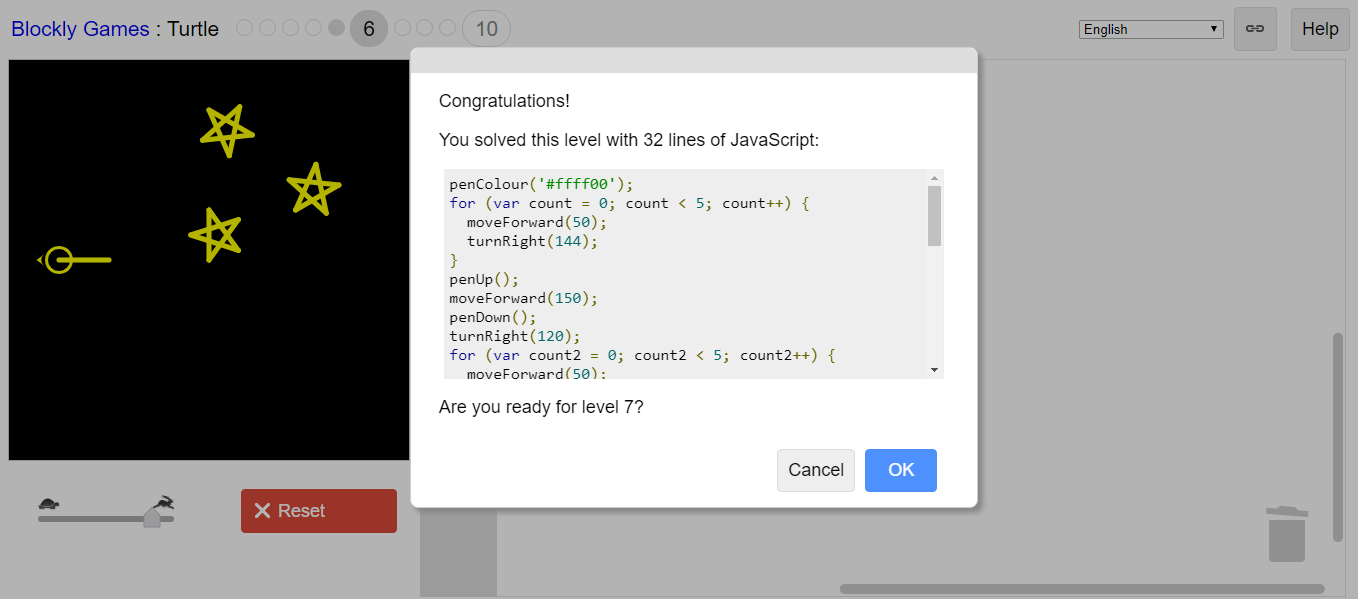 Blockly Games : Turtle
6
10
English
Help
Congratulations!
You solved this level with 32 lines of JavaScript:
penColour('#ffff00');
for (var count = 0; count < 5; count++) {
  moveForward(50);
  turnRight(144);
}
penUp();
moveForward(150);
penDown();
turnRight(120);
for (var count2 = 0; count2 < 5; count2++) {
  moveForward(50);
Are you ready for level 7?
Cancel
OK
Reset